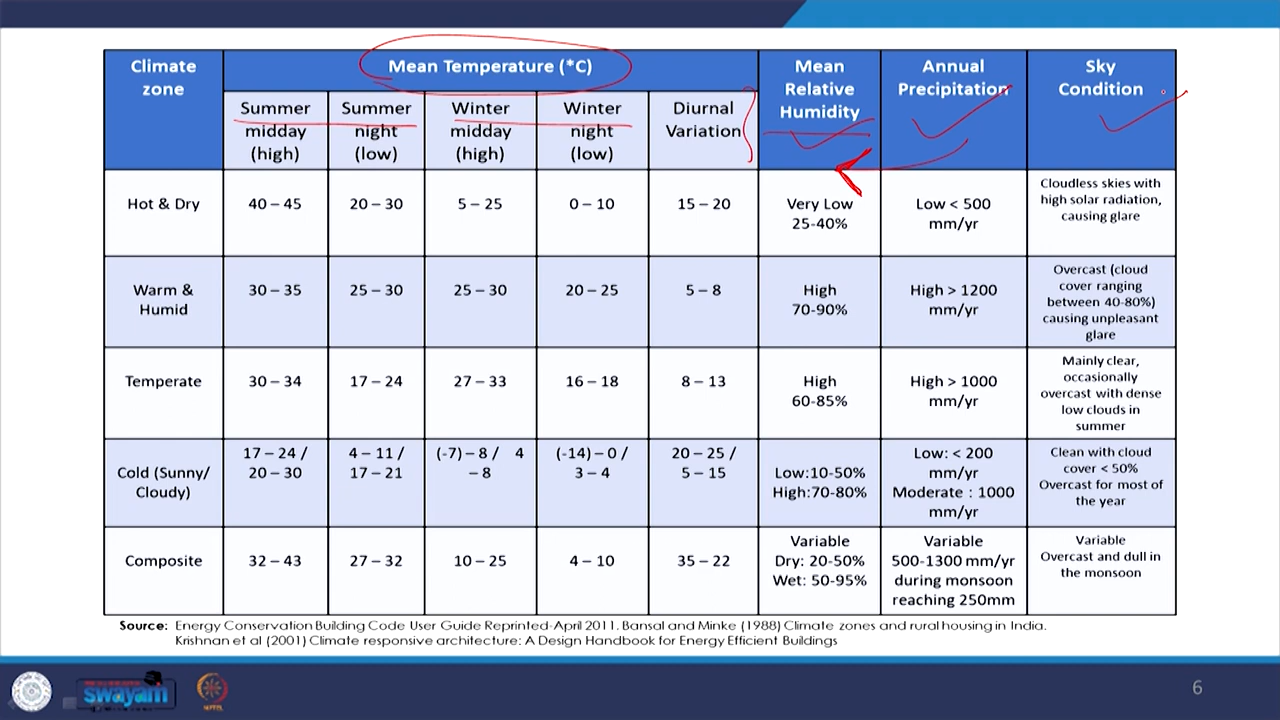 Climate zone
Mean Temperature (*C)
Mean Relative Humidity
Annual Precipitation
Sky Condition
Summer midday (high)
Summer night (low)
Winter midday (high)
Winter night (low)
Diurnal Variation
Hot & Dry
40 – 45
20 – 30
5 – 25
0 – 10
15 – 20
Very Low
25-40%
Low < 500
mm/yr
Cloudless skies with
high solar radiation,
causing glare
Warm &
Humid
30 – 35
25 – 30
25 – 30
20 – 25
5 – 8
High
70-90%
High > 1200
mm/yr
Overcast (cloud
cover ranging
between 40-80%)
causing unpleasant
glare
Temperate
30 – 34
17 – 24
27 – 33
16 – 18
8 – 13
High
60-85%
High > 1000
mm/yr
Mainly clear,
occasionally
overcast with dense
low clouds in
summer
Cold (Sunny/
Cloudy)
17 – 24 /
20 – 30
4 – 11 /
17 – 21
(-7) – 8 / 4
– 8
(-14) – 0 /
3 – 4
20 – 25 /
5 – 15
Low:10-50%
High:70-80%
Low: < 200
mm/yr
Moderate : 1000
mm/yr
Clean with cloud
cover < 50%
Overcast for most of
the year
Composite
32 – 43
27 – 32
10 – 25
4 – 10
35 – 22
Variable
Dry: 20-50%
Wet: 50-95%
Variable
500-1300 mm/yr
during monsoon
reaching 250mm
Variable
Overcast and dull in
the monsoon
Source: Energy Conservation Building Code User Guide Reprinted-April 2011. Bansal and Minke (1988) Climate zones and rural housing in India.
Krishnan et al (2001) Climate responsive architecture: A Design Handbook for Energy Efficient Buildings
swayam
6